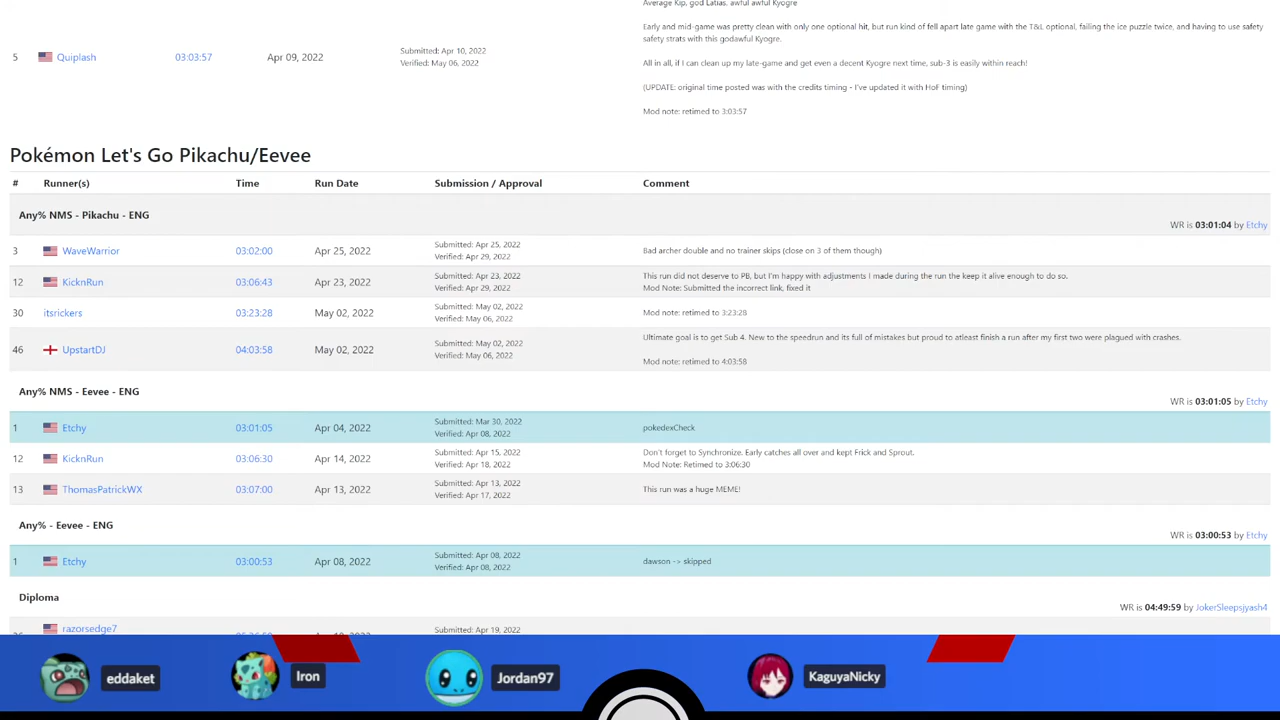 Average Kip, god Latias, awful awful Kyogre
Early and mid-game was pretty clean with only one optional hit, but run kind of fell apart late game with the T&L optional, failing the ice puzzle twice, and having to use safety
safety strats with this godawful Kyogre.
5 Quiplash 03:03:57 Apr 09, 2022 Submitted: Apr 10, 2022
Verified: May 06, 2022
All in all, if I can clean up my late-game and get even a decent Kyogre next time, sub-3 is easily within reach!
(UPDATE: original time posted was with the credits timing - I've updated it with HoF timing)
Mod note: retimed to 3:03:57
Pokémon Let's Go Pikachu/Eevee
# Runner(s) Time Run Date Submission / Approval Comment
Any% NMS - Pikachu - ENG
WR is 03:01:04 by Etchy
3 WaveWarrior 03:02:00 Apr 25, 2022 Submitted: Apr 25, 2022
Verified: Apr 29, 2022
Bad archer double and no trainer skips (close on 3 of them though)
12 KicknRun 03:06:43 Apr 23, 2022 Submitted: Apr 23, 2022
Verified: Apr 29, 2022
This run did not deserve to PB, but I'm happy with adjustments I made during the run the keep it alive enough to do so.
Mod Note: Submitted the incorrect link, fixed it
30 itsrickers 03:23:28 May 02, 2022 Submitted: May 02, 2022
Verified: May 06, 2022
Mod note: retimed to 3:23:28
46 UpstartDJ 04:03:58 May 02, 2022 Submitted: May 02, 2022
Verified: May 06, 2022
Ultimate goal is to get Sub 4. New to the speedrun and its full of mistakes but proud to atleast finish a run after my first two were plagued with crashes.
Mod note: retimed to 4:03:58
Any% NMS - Eevee - ENG
WR is 03:01:05 by Etchy
1 Etchy 03:01:05 Apr 04, 2022 Submitted: Mar 30, 2022
Verified: Apr 08, 2022
pokedexCheck
12 KicknRun 03:06:30 Apr 14, 2022 Submitted: Apr 15, 2022
Verified: Apr 18, 2022
Don't forget to Synchronize. Early catches all over and kept Frick and Sprout.
Mod Note: Retimed to 3:06:30
13 ThomasPatrickWX 03:07:00 Apr 13, 2022 Submitted: Apr 13, 2022
Verified: Apr 17, 2022
This run was a huge MEME!
Any% - Eevee - ENG
WR is 03:00:53 by Etchy
1 Etchy 03:00:53 Apr 08, 2022 Submitted: Apr 08, 2022
Verified: Apr 08, 2022
dawson -> skipped
Diploma
WR is 04:49:59 by JokerSleepsjyash4
razorsedge7 Submitted: Apr 19, 2022
eddaket
Iron
Jordan97
KaguyaNicky